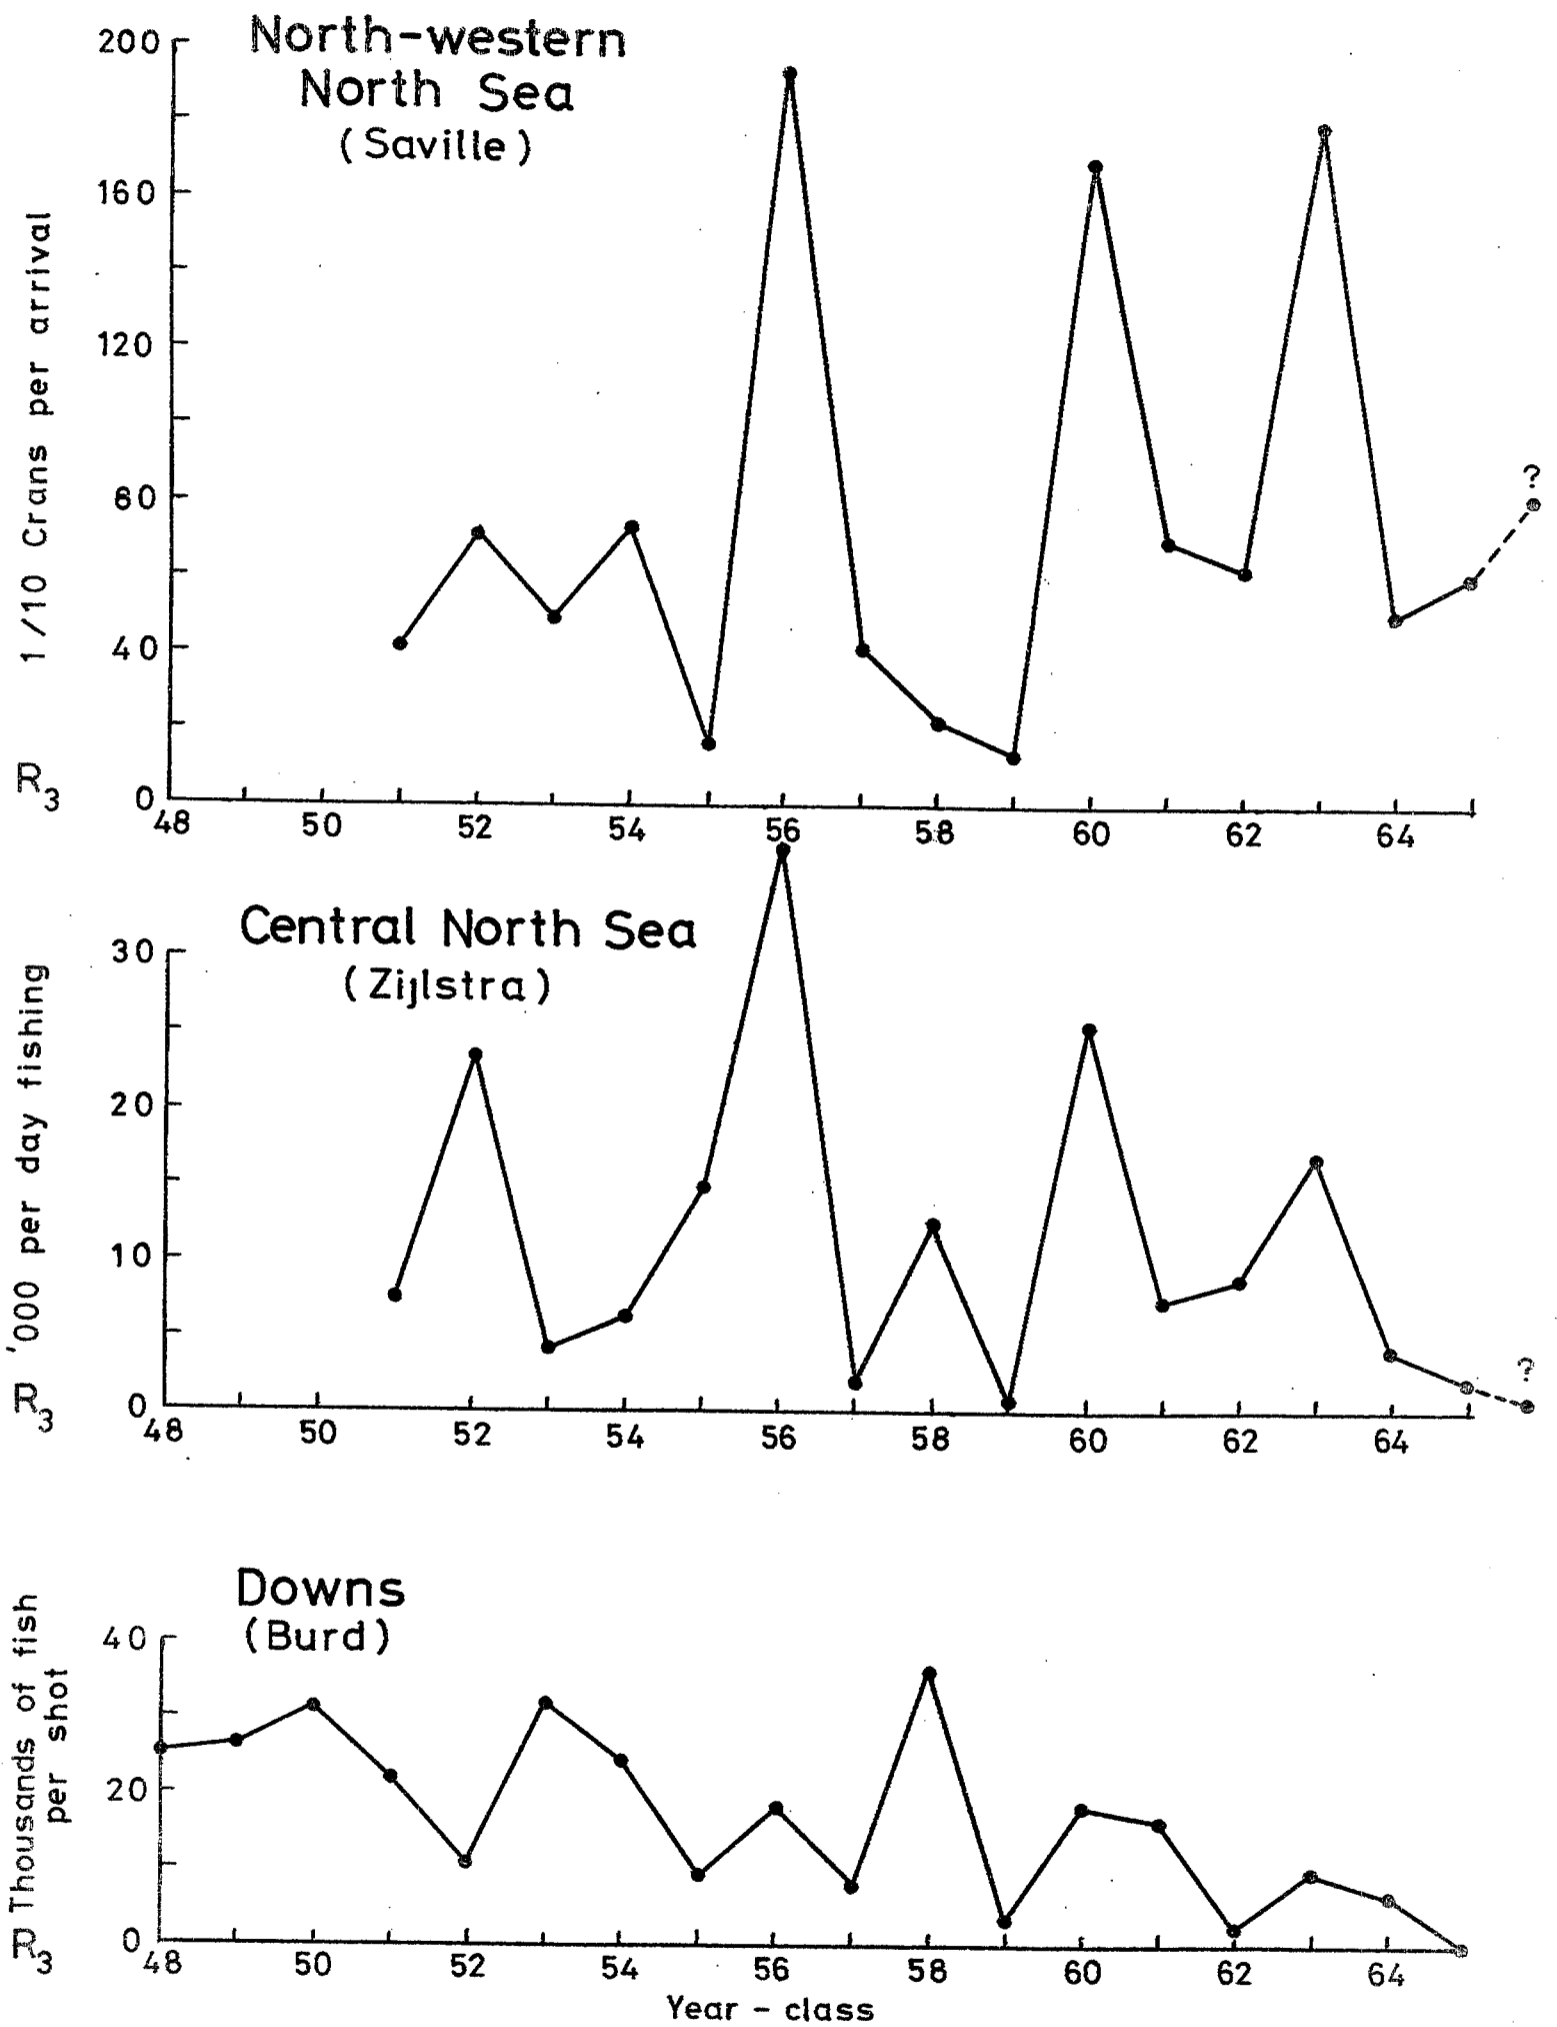 North-western
North Sea
(Saville)
1/10 Crans per arrival
R3
200
160
120
80
40
0
48 50 52 54 56 58 60 62 64
?
Central North Sea
(Zijlstra)
'000 per day fishing
R3
30
20
10
0
48 50 52 54 56 58 60 62 64
?
Downs
(Burd)
Thousands of fish
per shot
R3
40
20
0
48 50 52 54 56 58 60 62 64
Year - class